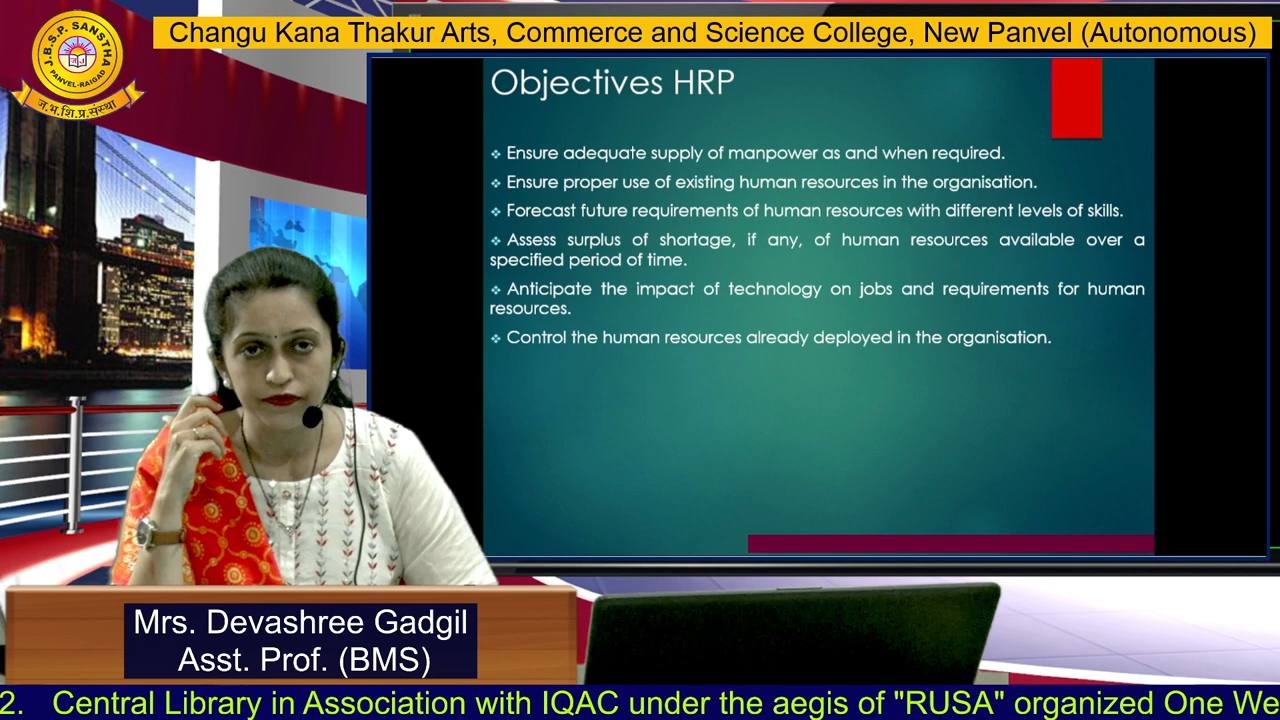 Changu Kana Thakur Arts, Commerce and Science College, New Panvel (Autonomous)
J.B.S.P. SANSTHA
PANVEL-RAIGAD
ज.भ.शि.प्र.संस्था
Objectives HRP
❖ Ensure adequate supply of manpower as and when required.
❖ Ensure proper use of existing human resources in the organisation.
❖ Forecast future requirements of human resources with different levels of skills.
❖ Assess surplus of shortage, if any, of human resources available over a
specified period of time.
❖ Anticipate the impact of technology on jobs and requirements for human
resources.
❖ Control the human resources already deployed in the organisation.
Mrs. Devashree Gadgil
Asst. Prof. (BMS)
2. Central Library in Association with IQAC under the aegis of "RUSA" organized One We